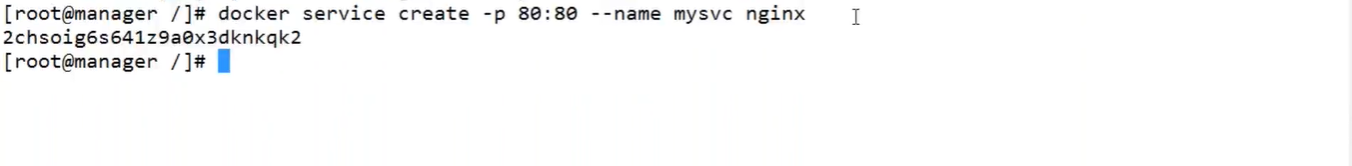 [root@manager /]# docker service create -p 80:80 --name mysvc nginx
2chsoig6s641z9a0x3dknkqk2
[root@manager /]#